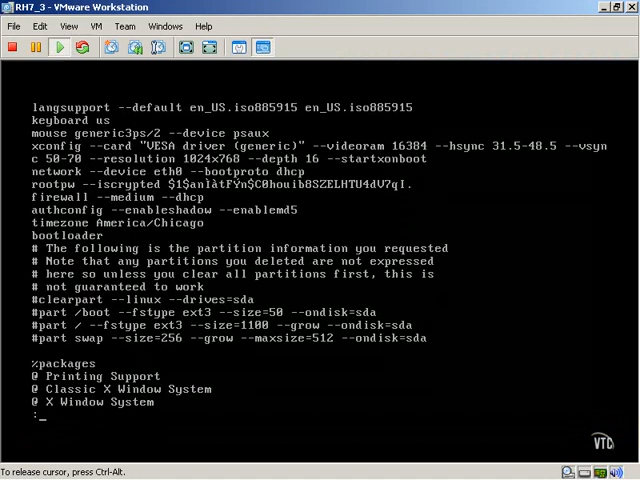 RH7_3 - VMware Workstation
File Edit View VM Team Windows Help
langsupport --default en_US.iso885915 en_US.iso885915
keyboard us
mouse generic3ps/2 --device psaux
xconfig --card "VESA driver (generic)" --videoram 16384 --hsync 31.5-48.5 --vsyn
c 50-70 --resolution 1024x768 --depth 16 --startxonboot
network --device eth0 --bootproto dhcp
rootpw --iscrypted
firewall --medium --dhcp
authconfig --enableshadow --enablemd5
timezone America/Chicago
bootloader
# The following is the partition information you requested
# Note that any partitions you deleted are not expressed
# here so unless you clear all partitions first, this is
# not guaranteed to work
#clearpart --linux --drives=sda
#part /boot --fstype ext3 --size=50 --ondisk=sda
#part / --fstype ext3 --size=1100 --grow --ondisk=sda
#part swap --size=256 --grow --maxsize=512 --ondisk=sda
%packages
@ Printing Support
@ Classic X Window System
@ X Window System
:_
VTC
To release cursor, press Ctrl-Alt.